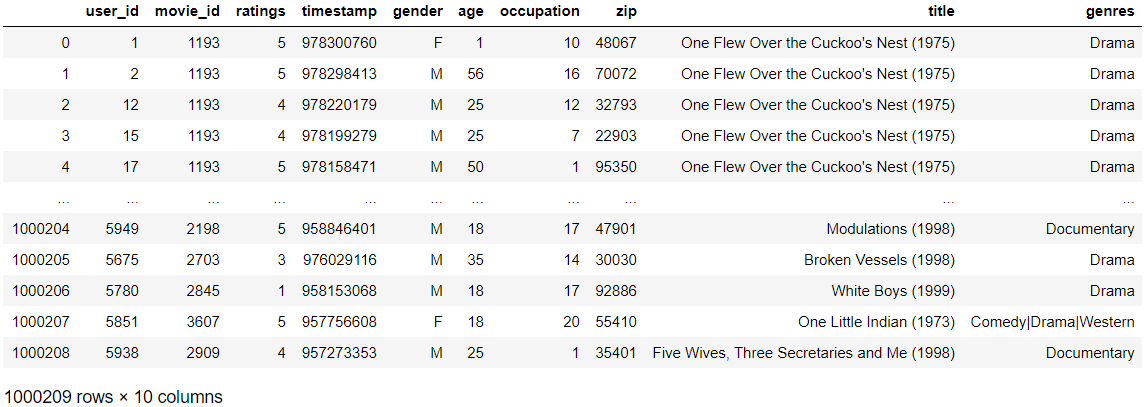 user_id movie_id ratings timestamp gender age occupation zip title genres
0 1 1193 5 978300760 F 1 10 48067 One Flew Over the Cuckoo's Nest (1975) Drama
1 2 1193 5 978298413 M 56 16 70072 One Flew Over the Cuckoo's Nest (1975) Drama
2 12 1193 4 978220179 M 25 12 32793 One Flew Over the Cuckoo's Nest (1975) Drama
3 15 1193 4 978199279 M 25 7 22903 One Flew Over the Cuckoo's Nest (1975) Drama
4 17 1193 5 978158471 M 50 1 95350 One Flew Over the Cuckoo's Nest (1975) Drama
... ... ... ... ... ... ... ... ... ... ...
1000204 5949 2198 5 958846401 M 18 17 47901 Modulations (1998) Documentary
1000205 5675 2703 3 976029116 M 35 14 30030 Broken Vessels (1998) Drama
1000206 5780 2845 1 958153068 M 18 17 92886 White Boys (1999) Drama
1000207 5851 3607 5 957756608 F 18 20 55410 One Little Indian (1973) Comedy|Drama|Western
1000208 5938 2909 4 957273353 M 25 1 35401 Five Wives, Three Secretaries and Me (1998) Documentary
1000209 rows × 10 columns